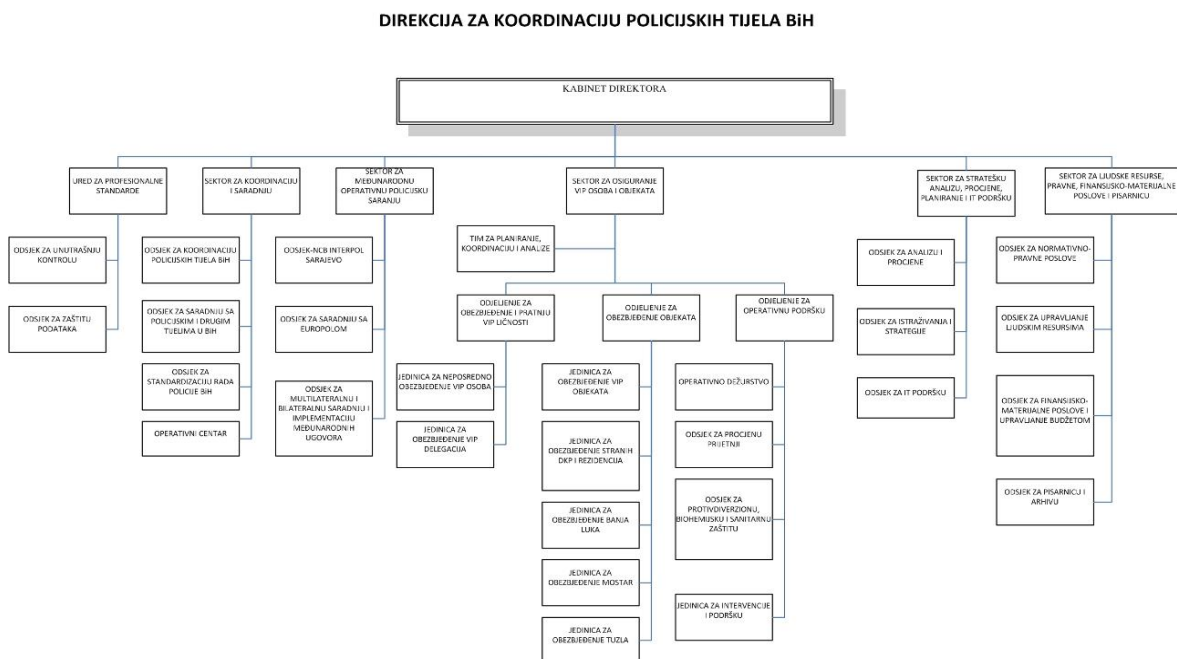 DIREKCIJA ZA KOORDINACIJU POLICIJSKIH TIJELA BiH
KABINET DIREKTORA
URED ZA PROFESIONALNE
STANDARDE
SEKTOR ZA KOORDINACIJU
I SARADNJU
SEKTOR ZA
MEĐUNARODNU
OPERATIVNU POLICIJSKU
SARANJU
SEKTOR ZA OSIGURANJE
VIP OSOBA I OBJEKATA
SEKTOR ZA STRATEŠKU
ANALIZU, PROCJENE,
PLANIRANJE I IT PODRŠKU
SEKTOR ZA LJUDSKE RESURSE,
PRAVNE, FINANSIJSKO-MATERIJALNE
POSLOVE I PISARNICU
ODSJEK ZA UNUTRAŠNJU
KONTROLU
ODSJEK ZA ZAŠTITU
PODATAKA
ODSJEK ZA KOORDINACIJU
POLICIJSKIH TIJELA BiH
ODSJEK ZA SARADNJU SA
POLICIJSKIM I DRUGIM
TIJELIMA U BiH
ODSJEK ZA
STANDARDIZACIJU RADA
POLICIJE BiH
OPERATIVNI CENTAR
ODSJEK-NCB INTERPOL
SARAJEVO
ODSJEK ZA SARADNJU SA
EUROPOLOM
ODSJEK ZA
MULTILATERALNU I
BILATERALNU SARADNJU I
IMPLEMENTACIJU
MEĐUNARODNIH
UGOVORA
TIM ZA PLANIRANJE,
KOORDINACIJU I ANALIZE
ODJELJENJE ZA
OBEZBJEĐENJE I PRATNJU
VIP LIČNOSTI
ODJELJENJE ZA
OBEZBJEĐENJE OBJEKATA
ODJELJENJE ZA
OPERATIVNU PODRŠKU
JEDINICA ZA NEPOSREDNO
OBEZBJEĐENJE VIP OSOBA
JEDINICA ZA
OBEZBJEĐENJE VIP
DELEGACIJA
JEDINICA ZA
OBEZBJEĐENJE VIP
OBJEKATA
JEDINICA ZA
OBEZBJEĐENJE STRANIH
DKP I REZIDENCIJA
JEDINICA ZA
OBEZBJEĐENJE BANJA
LUKA
JEDINICA ZA
OBEZBJEĐENJE MOSTAR
JEDINICA ZA
OBEZBJEĐENJE TUZLA
OPERATIVNO DEŽURSTVO
ODSJEK ZA PROCJENU
PRIJETNJI
ODSJEK ZA
PROTIVDIVERZIONU,
BIOHEMIJSKU I SANITARNU
ZAŠTITU
JEDINICA ZA INTERVENCIJE
I PODRŠKU
ODSJEK ZA ANALIZU I
PROCJENE
ODSJEK ZA ISTRAŽIVANJA I
STRATEGIJE
ODSJEK ZA IT PODRŠKU
ODSJEK ZA NORMATIVNO-
PRAVNE POSLOVE
ODSJEK ZA UPRAVLJANJE
LJUDSKIM RESURSIMA
ODSJEK ZA FINANSIJSKO-
MATERIJALNE POSLOVE I
UPRAVLJANJE BUDŽETOM
ODSJEK ZA PISARNICU I
ARHIVU